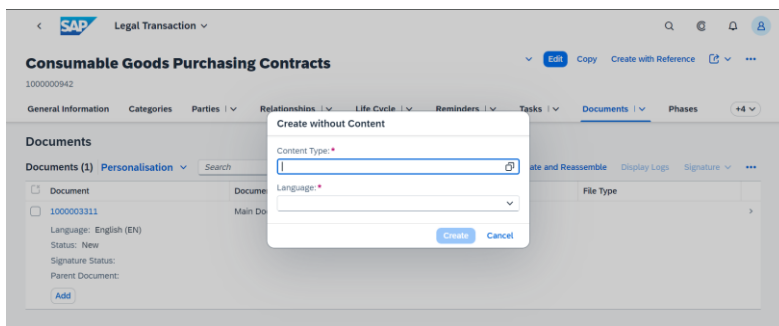 SAP Legal Transaction
Consumable Goods Purchasing Contracts
Edit Copy Create with Reference
1000000942
General Information Categories Parties Relationships Life Cycle Reminders Tasks Documents Phases +4
Create without Content
Documents
Content Type:*
Documents (1) Personalisation Search ate and Reassemble Display Logs Signature
Language:*
Document Docume File Type
1000003311 Main Do
Language: English (EN)
Create Cancel
Status: New
Signature Status:
Parent Document:
Add